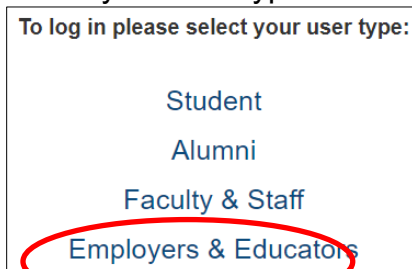 To log in please select your user type:
Student
Alumni
Faculty & Staff
Employers & Educators